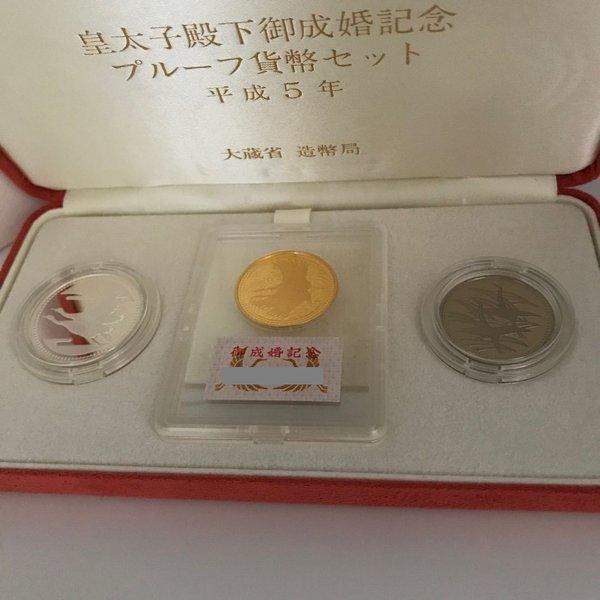 皇太子殿下御成婚記念
プルーフ貨幣セット
平成5年
大蔵省 造幣局
御成婚記念